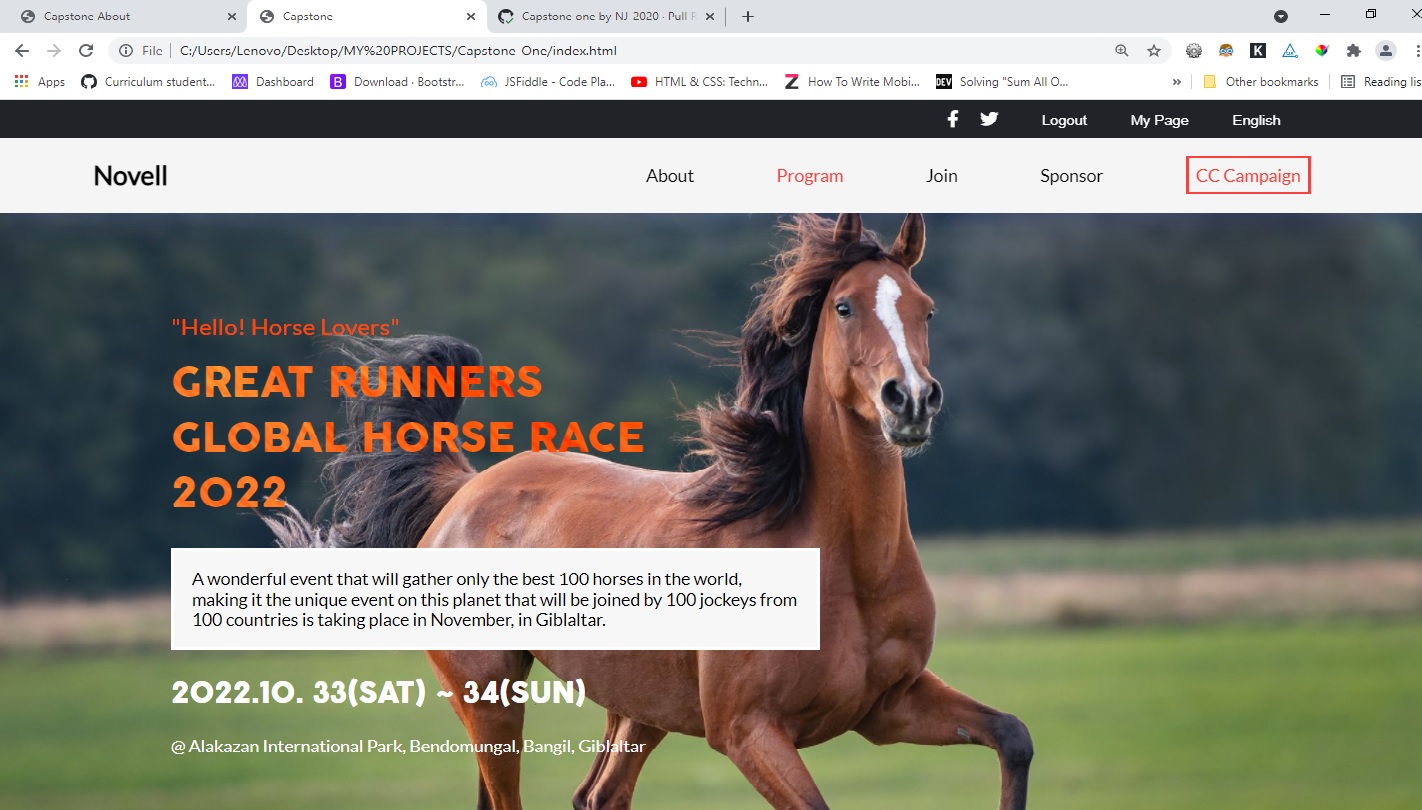 Capstone About
Capstone
Capstone one by NJ-2020 · Pull R
File
C:/Users/Lenovo/Desktop/MY%20PROJECTS/Capstone-One/index.html
Apps
Curriculum student...
Dashboard
B
Download · Bootstr...
JSFiddle - Code Pla...
HTML & CSS: Techn...
Z
How To Write Mobi...
DEV
Solving "Sum All O...
»
Other bookmarks
Reading lis
K
Logout
My Page
English
Novell
About
Program
Join
Sponsor
CC Campaign
"Hello! Horse Lovers"
GREAT RUNNERS
GLOBAL HORSE RACE
2022
A wonderful event that will gather only the best 100 horses in the world,
making it the unique event on this planet that will be joined by 100 jockeys from
100 countries is taking place in November, in Giblaltar.
2022.10. 33(SAT) ~ 34(SUN)
@ Alakazan International Park, Bendomungal, Bangil, Giblaltar